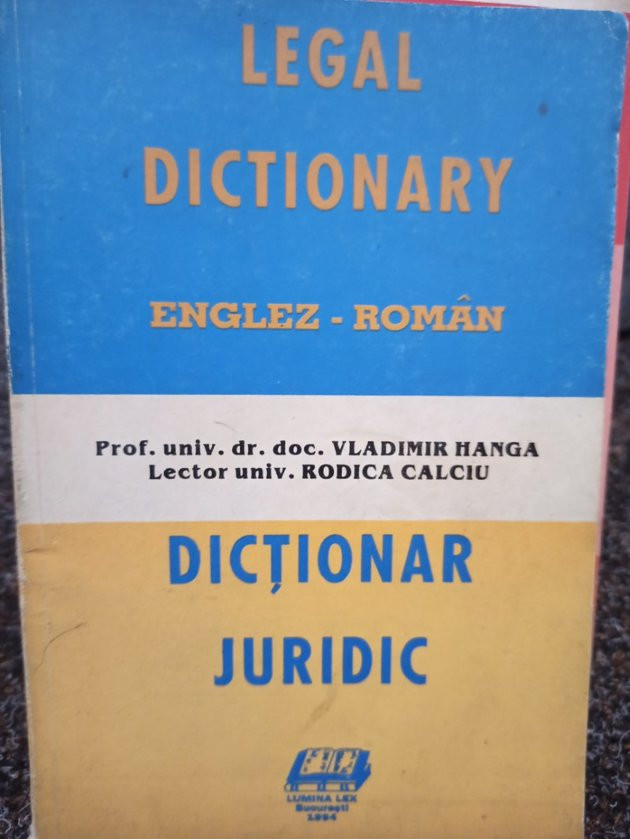 LEGAL
DICTIONARY
ENGLEZ - ROMÂN
Prof. univ. dr. doc. VLADIMIR HANGA
Lector univ. RODICA CALCIU
DICȚIONAR
JURIDIC
LUMINA LEX
București
1994